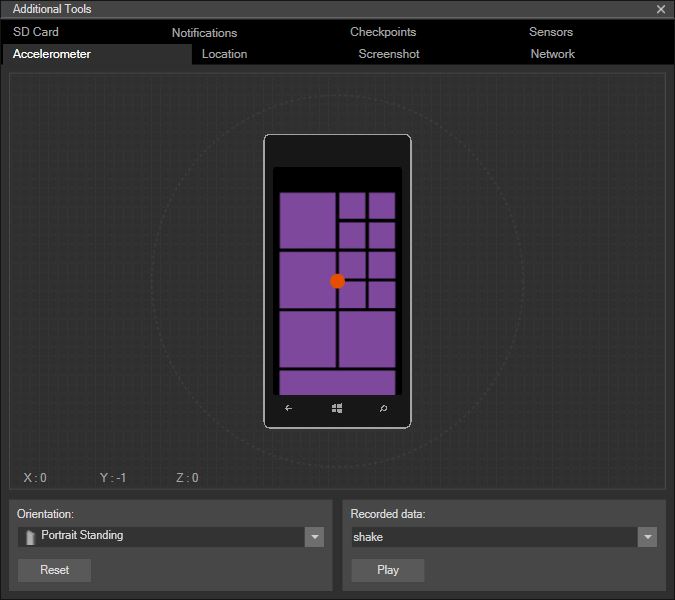 Additional Tools
SD Card Notifications Checkpoints Sensors
Accelerometer Location Screenshot Network
X : 0 Y : -1 Z : 0
Orientation: Recorded data:
Portrait Standing shake
Reset Play